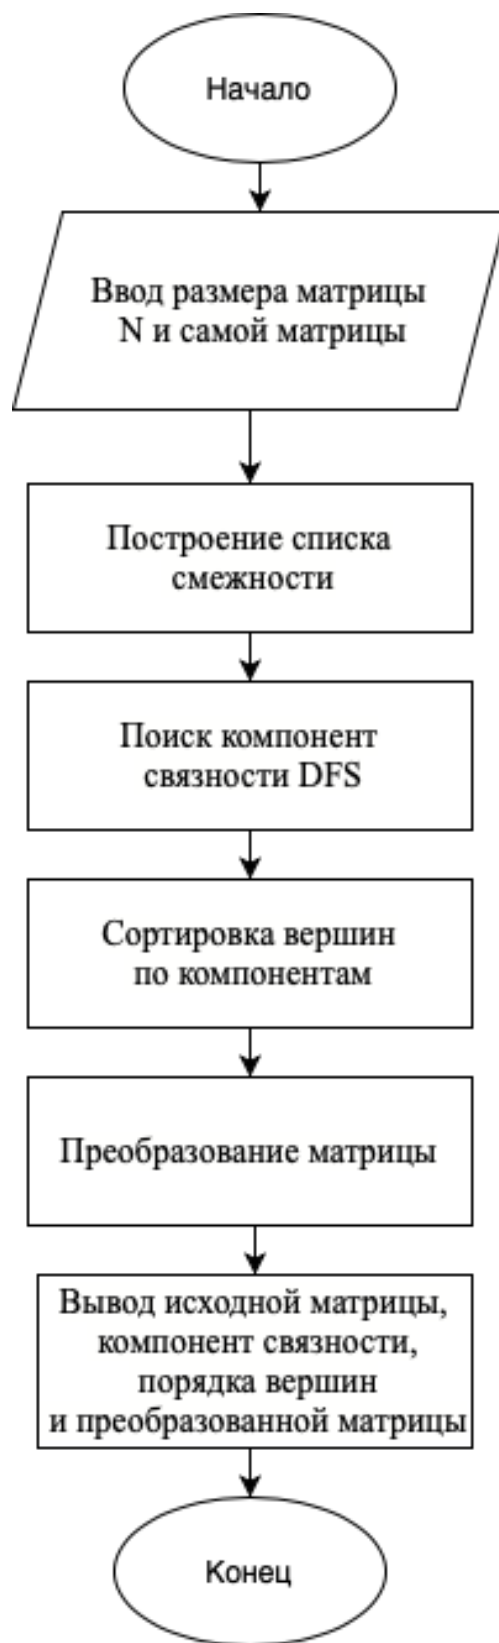 Начало
Ввод размера матрицы
N и самой матрицы
Построение списка
смежности
Поиск компонент
связности DFS
Сортировка вершин
по компонентам
Преобразование матрицы
Вывод исходной матрицы,
компонент связности,
порядка вершин
и преобразованной матрицы
Конец